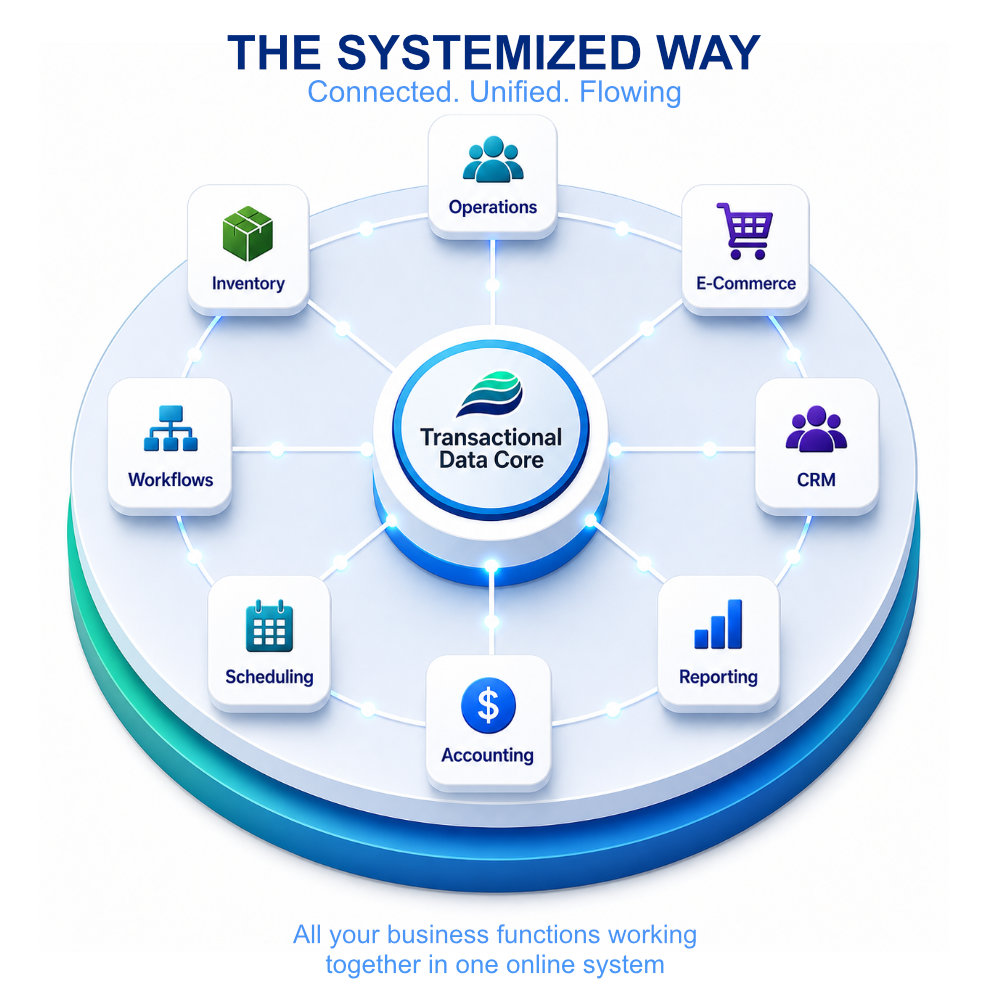 THE SYSTEMIZED WAY
Connected. Unified. Flowing
Operations
Inventory
E-Commerce
Transactional
Data Core
Workflows
CRM
Scheduling
Reporting
$
Accounting
All your business functions working
together in one online system